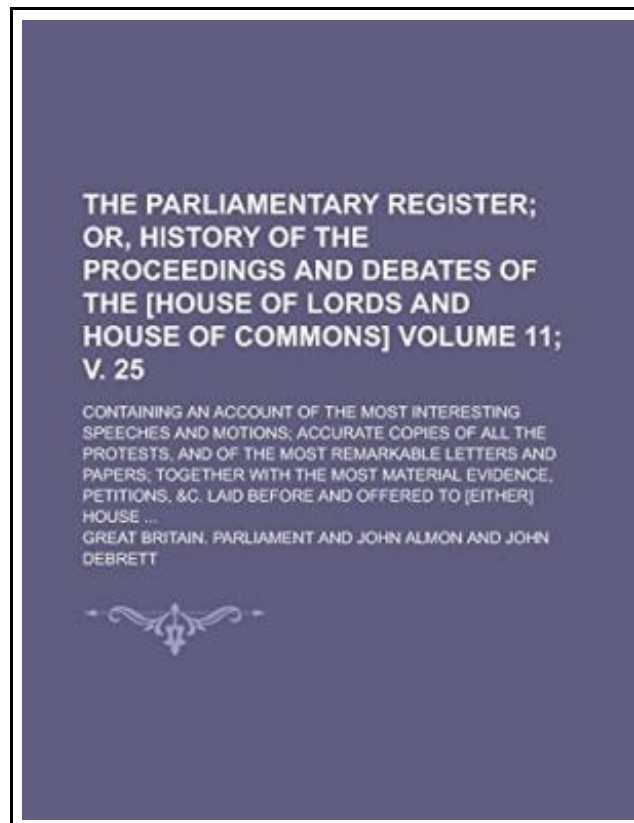 THE PARLIAMENTARY REGISTER;
OR, HISTORY OF THE
PROCEEDINGS AND DEBATES OF
THE [HOUSE OF LORDS AND
HOUSE OF COMMONS] VOLUME 11;
V. 25
CONTAINING AN ACCOUNT OF THE MOST INTERESTING
SPEECHES AND MOTIONS; ACCURATE COPIES OF ALL THE
PROTESTS, AND OF THE MOST REMARKABLE LETTERS AND
PAPERS; TOGETHER WITH THE MOST MATERIAL EVIDENCE,
PETITIONS, &C. LAID BEFORE AND OFFERED TO [EITHER]
HOUSE ...
GREAT BRITAIN. PARLIAMENT AND JOHN ALMON AND JOHN
DEBRETT